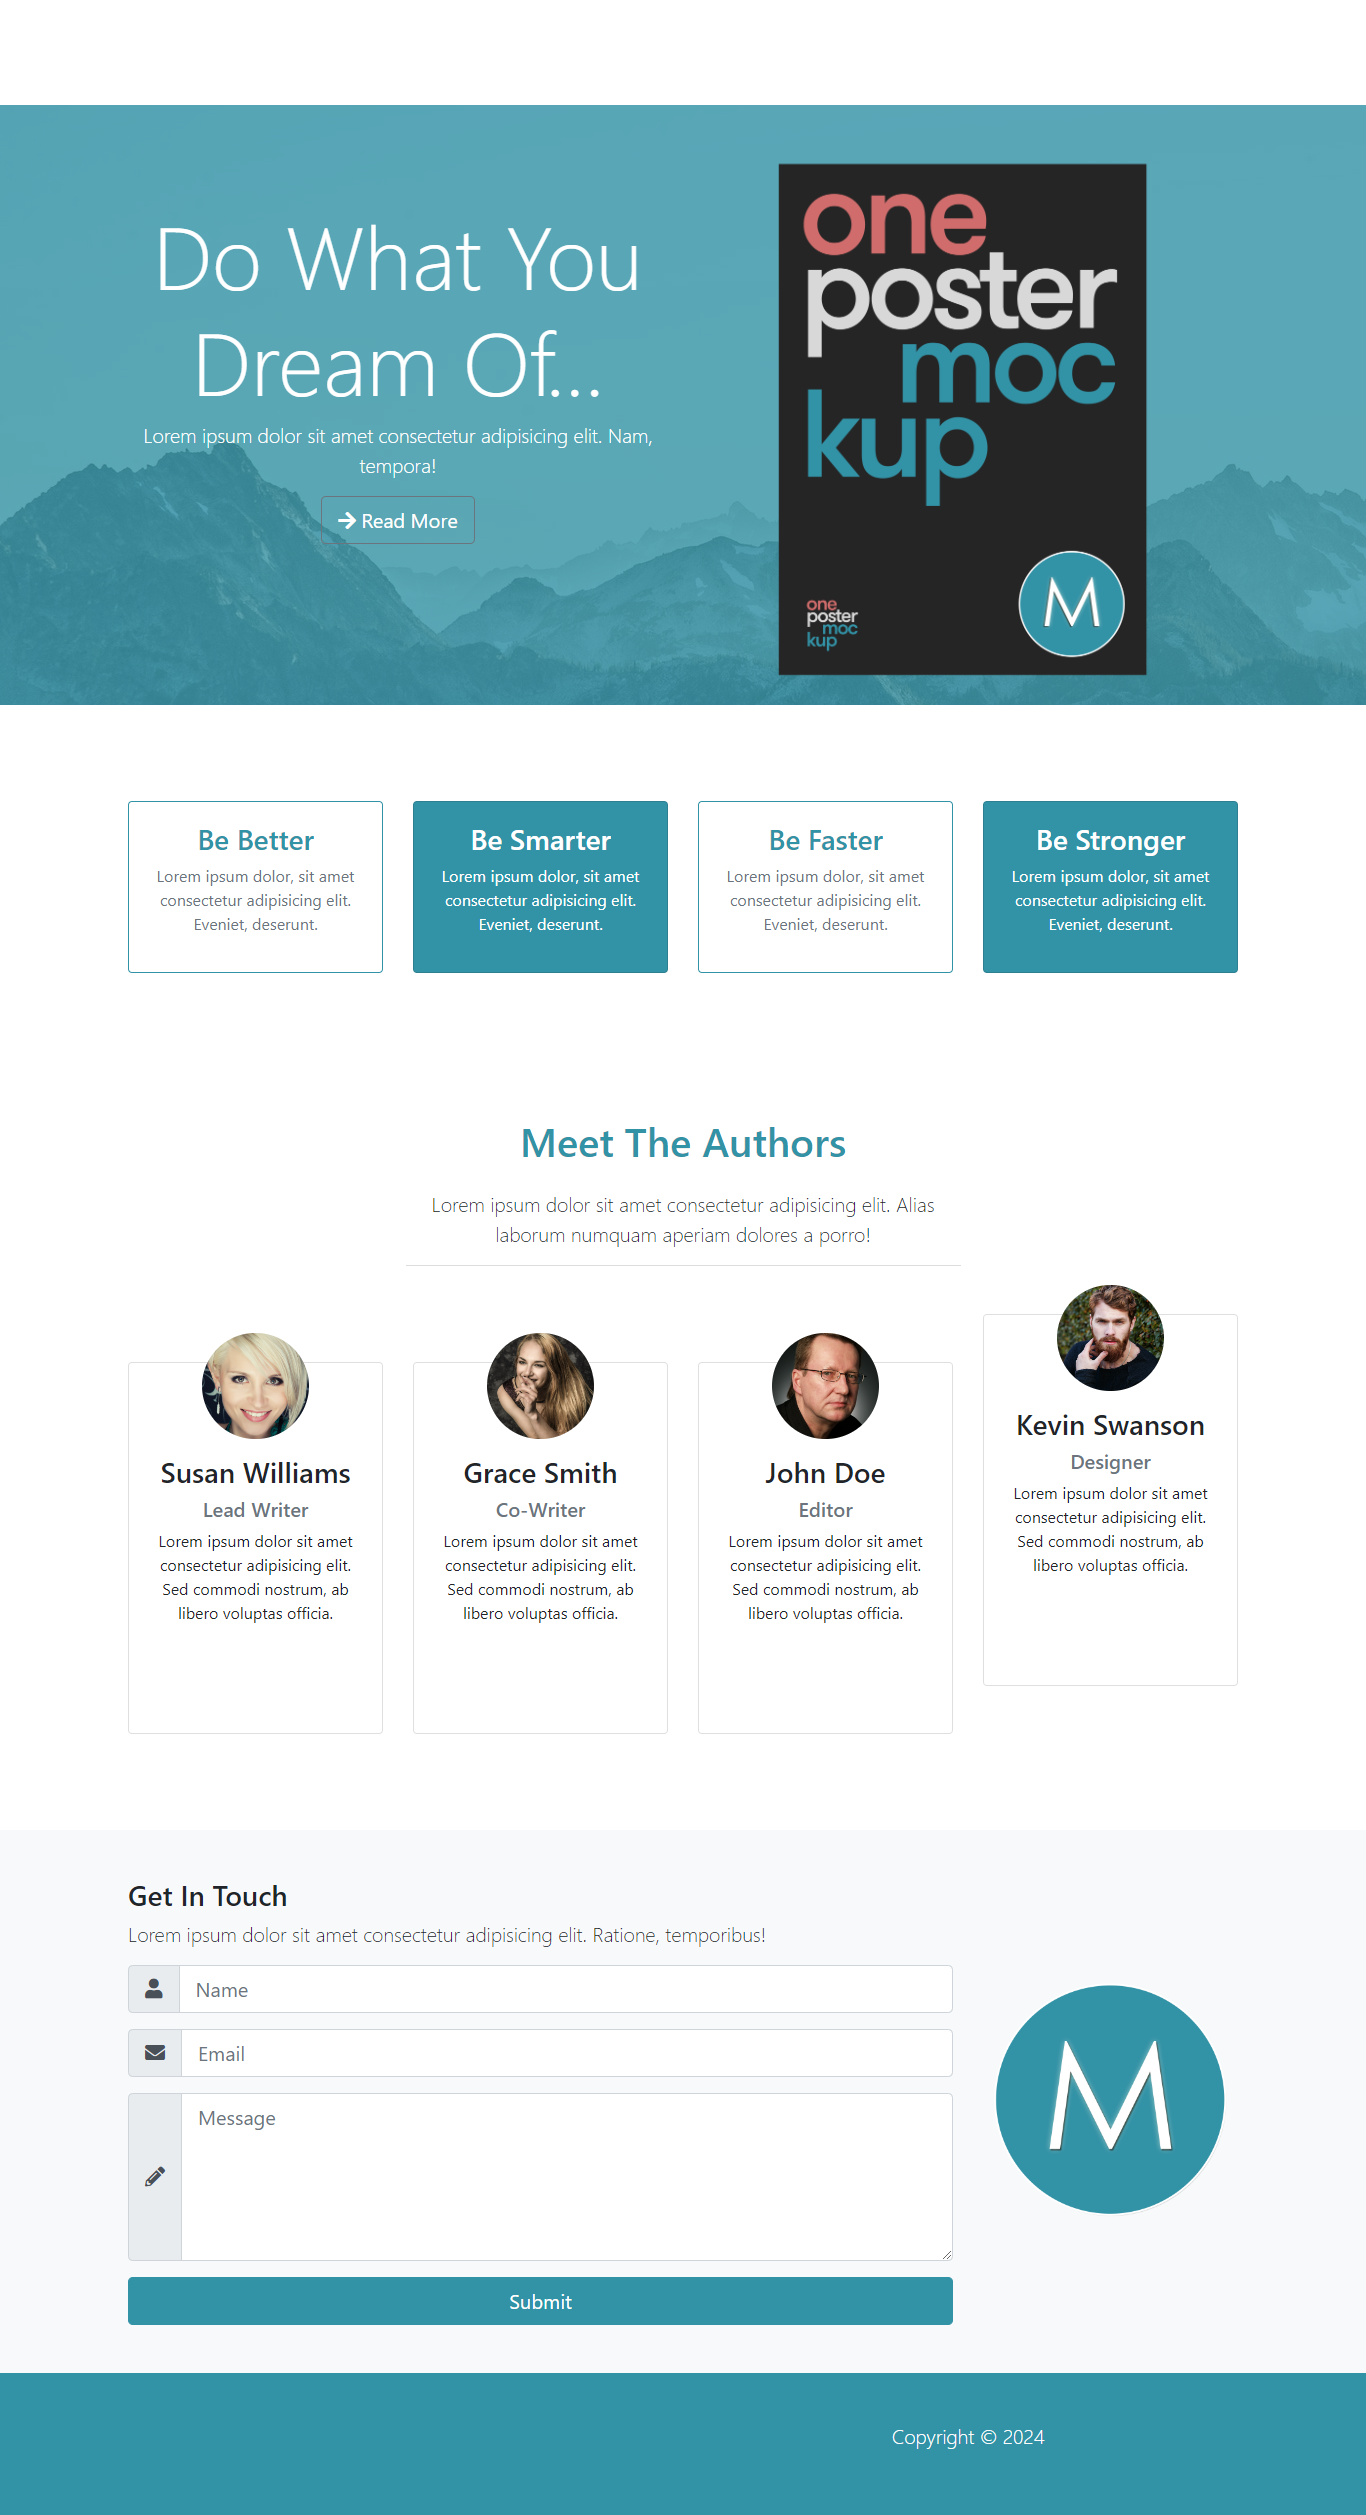 Do What You
Dream Of...
Lorem ipsum dolor sit amet consectetur adipisicing elit. Nam,
tempora!
Read More
one
poster
moc
kup
one
poster
moc
kup
M
Be Better
Lorem ipsum dolor, sit amet
consectetur adipisicing elit.
Eveniet, deserunt.
Be Smarter
Lorem ipsum dolor, sit amet
consectetur adipisicing elit.
Eveniet, deserunt.
Be Faster
Lorem ipsum dolor, sit amet
consectetur adipisicing elit.
Eveniet, deserunt.
Be Stronger
Lorem ipsum dolor, sit amet
consectetur adipisicing elit.
Eveniet, deserunt.
Meet The Authors
Lorem ipsum dolor sit amet consectetur adipisicing elit. Alias
laborum numquam aperiam dolores a porro!
Susan Williams
Lead Writer
Lorem ipsum dolor sit amet
consectetur adipisicing elit.
Sed commodi nostrum, ab
libero voluptas officia.
Grace Smith
Co-Writer
Lorem ipsum dolor sit amet
consectetur adipisicing elit.
Sed commodi nostrum, ab
libero voluptas officia.
John Doe
Editor
Lorem ipsum dolor sit amet
consectetur adipisicing elit.
Sed commodi nostrum, ab
libero voluptas officia.
Kevin Swanson
Designer
Lorem ipsum dolor sit amet
consectetur adipisicing elit.
Sed commodi nostrum, ab
libero voluptas officia.
Get In Touch
Lorem ipsum dolor sit amet consectetur adipisicing elit. Ratione, temporibus!
Name
Email
Message
Submit
M
Copyright © 2024